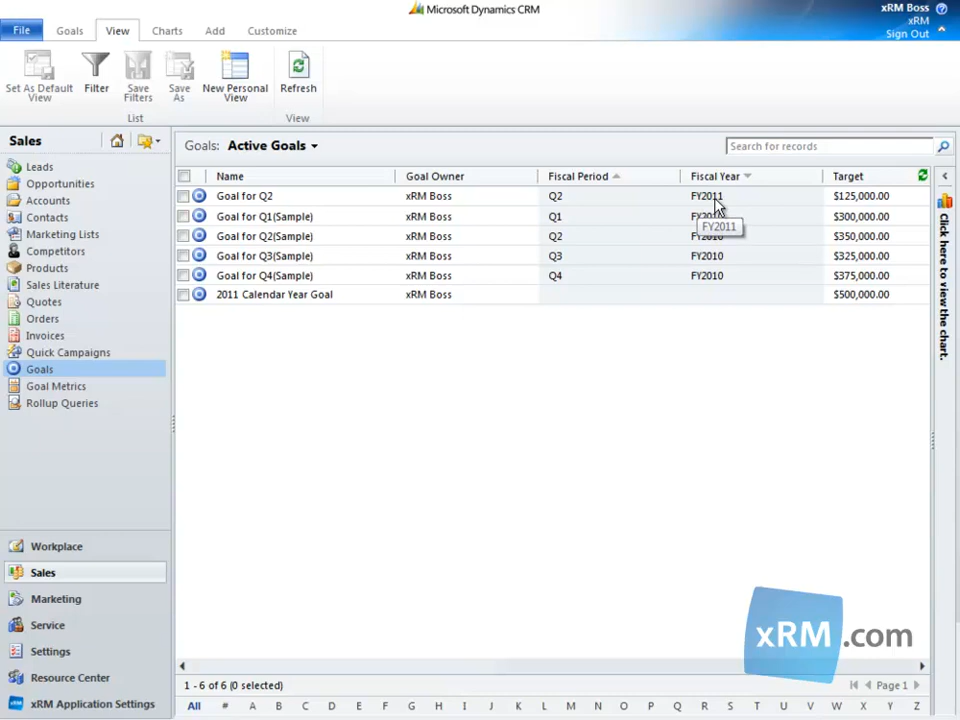 Microsoft Dynamics CRM
xRM Boss
xRM
Sign Out
File Goals View Charts Add Customize
Set As Default View
Filter
Save Filters
Save As
New Personal View
Refresh
List View
Sales
Leads
Opportunities
Accounts
Contacts
Marketing Lists
Competitors
Products
Sales Literature
Quotes
Orders
Invoices
Quick Campaigns
Goals
Goal Metrics
Rollup Queries
Workplace
Sales
Marketing
Service
Settings
Resource Center
xRM Application Settings
Goals: Active Goals
Search for records
Name Goal Owner Fiscal Period Fiscal Year Target
Goal for Q2 xRM Boss Q2 FY2011 $125,000.00
Goal for Q1(Sample) xRM Boss Q1 $300,000.00
FY2011
Goal for Q2(Sample) xRM Boss Q2 FY2010 $350,000.00
Goal for Q3(Sample) xRM Boss Q3 FY2010 $325,000.00
Goal for Q4(Sample) xRM Boss Q4 FY2010 $375,000.00
2011 Calendar Year Goal xRM Boss $500,000.00
Click here to view the chart.
xRM.com
1 - 6 of 6 (0 selected) Page 1
All # A B C D E F G H I J K L M N O P Q R S T U V W X Y Z